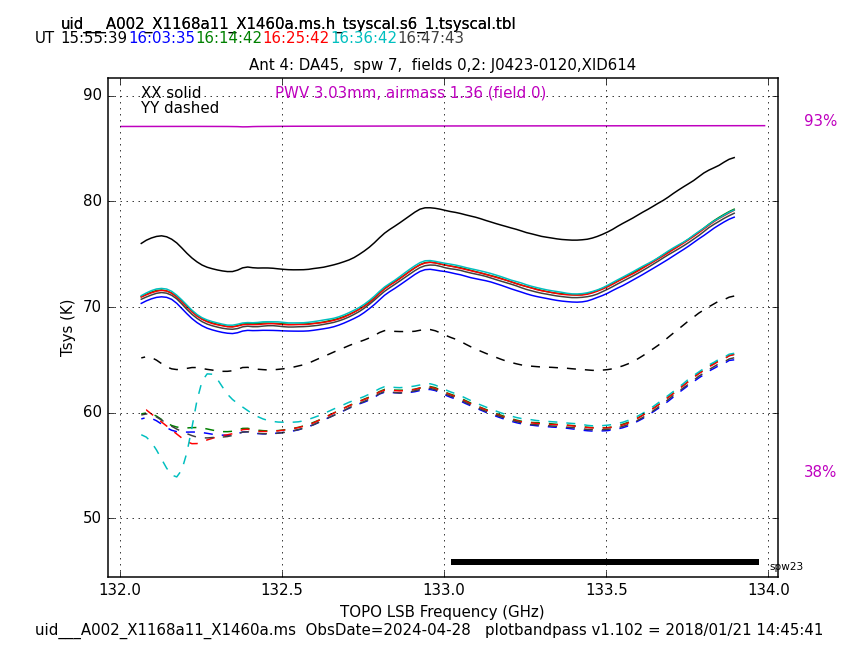 uid___A002_X1168a11_X1460a.ms.h_tsyscal.s6_1.tsyscal.tbl
UT 15:55:39 16:03:35 16:14:42 16:25:42 16:36:42 16:47:43
Ant 4: DA45,  spw 7,  fields 0,2: J0423-0120,XID614
XX solid
YY dashed
PWV 3.03mm, airmass 1.36 (field 0)
93%
38%
90
80
70
60
50
Tsys (K)
spw23
132.0 132.5 133.0 133.5 134.0
TOPO LSB Frequency (GHz)
uid___A002_X1168a11_X1460a.ms  ObsDate=2024-04-28   plotbandpass v1.102 = 2018/01/21 14:45:41